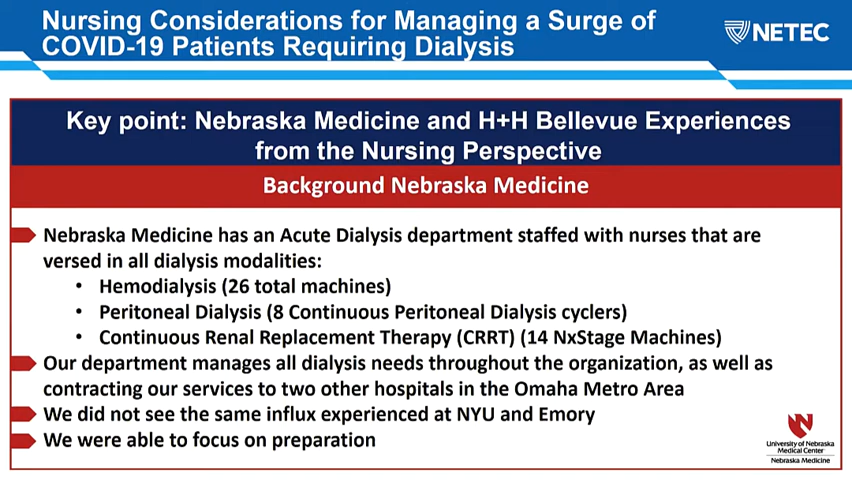 Nursing Considerations for Managing a Surge of
COVID-19 Patients Requiring Dialysis
NETEC
Key point: Nebraska Medicine and H+H Bellevue Experiences
from the Nursing Perspective
Background Nebraska Medicine
Nebraska Medicine has an Acute Dialysis department staffed with nurses that are
versed in all dialysis modalities:
• Hemodialysis (26 total machines)
• Peritoneal Dialysis (8 Continuous Peritoneal Dialysis cyclers)
• Continuous Renal Replacement Therapy (CRRT) (14 NxStage Machines)
Our department manages all dialysis needs throughout the organization, as well as
contracting our services to two other hospitals in the Omaha Metro Area
We did not see the same influx experienced at NYU and Emory
We were able to focus on preparation
University of Nebraska
Medical Center
Nebraska Medicine